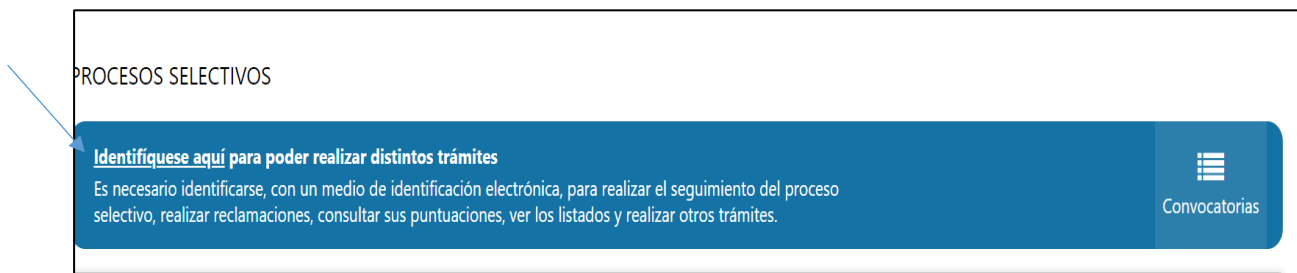 PROCESOS SELECTIVOS
Identifíquese aquí para poder realizar distintos trámites
Es necesario identificarse, con un medio de identificación electrónica, para realizar el seguimiento del proceso
selectivo, realizar reclamaciones, consultar sus puntuaciones, ver los listados y realizar otros trámites.
Convocatorias